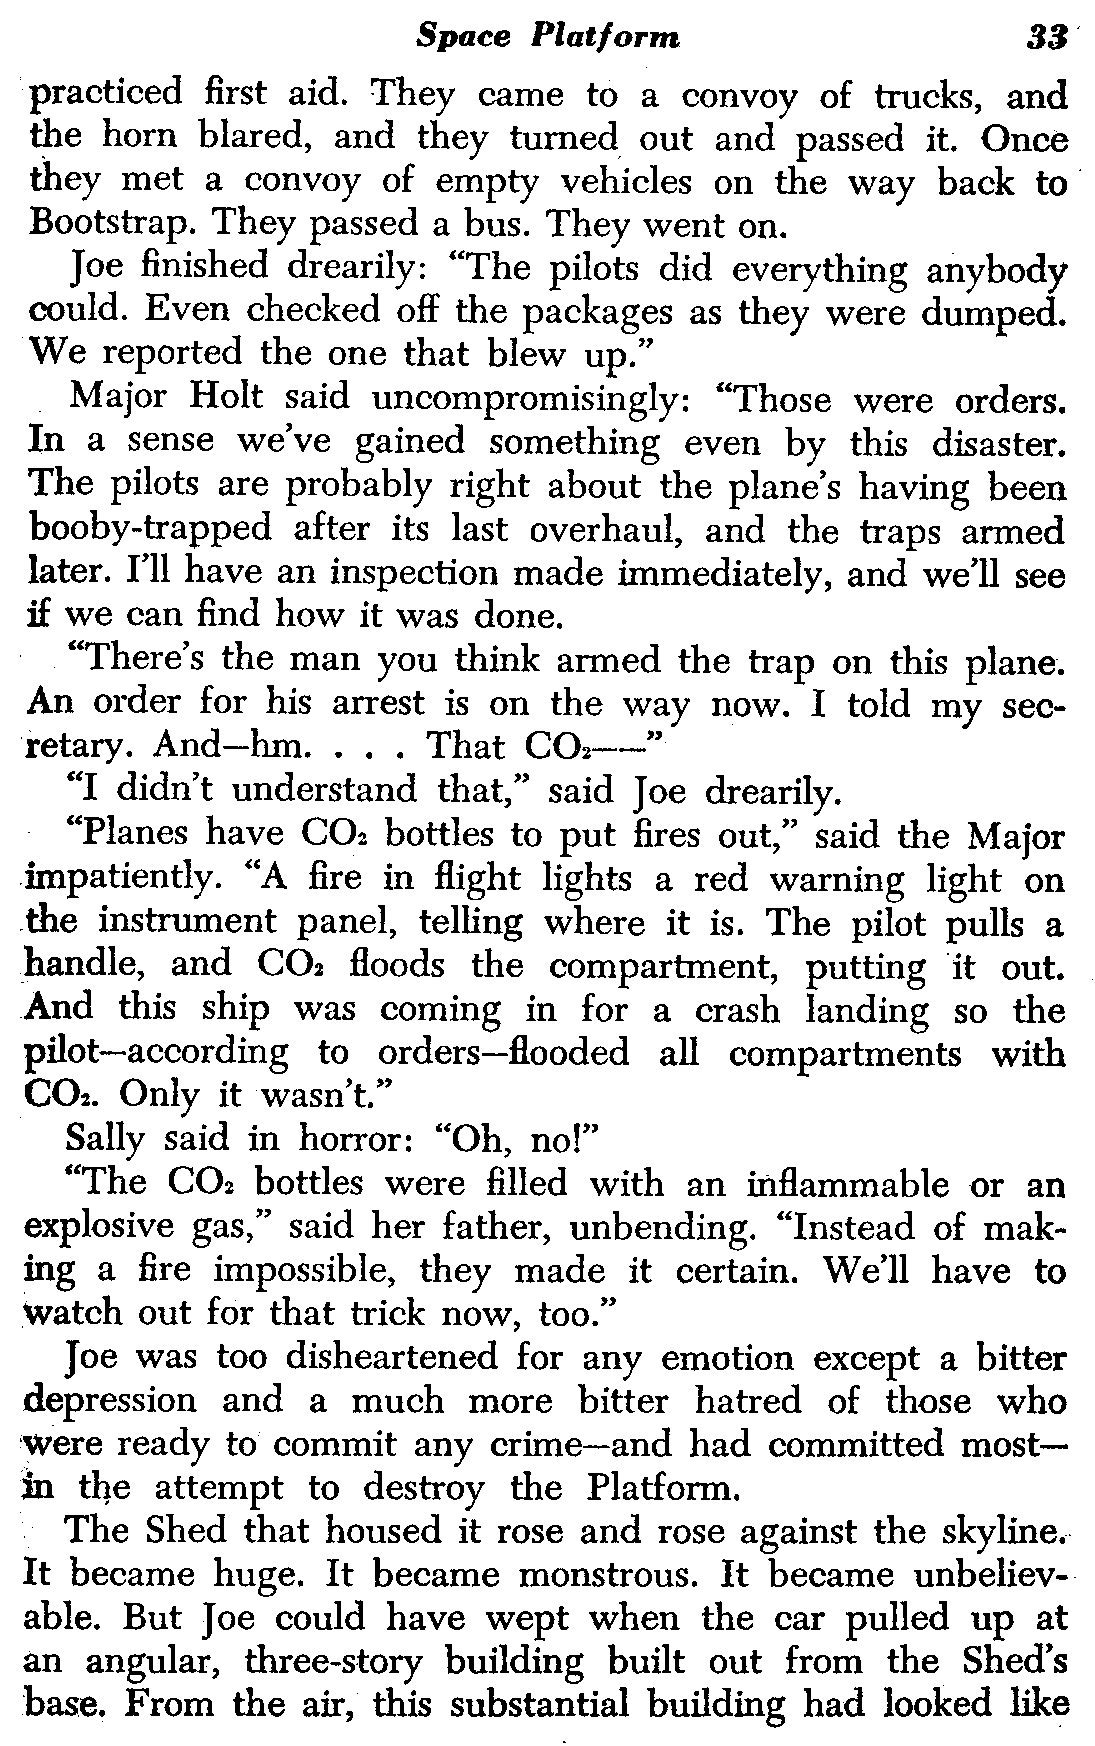 Space Platform 33
practiced first aid. They came to a convoy of trucks, and
the horn blared, and they turned out and passed it. Once
they met a convoy of empty vehicles on the way back to
Bootstrap. They passed a bus. They went on.
Joe finished drearily: “The pilots did everything anybody
could. Even checked off the packages as they were dumped.
We reported the one that blew up.”
Major Holt said uncompromisingly: “Those were orders.
In a sense we’ve gained something even by this disaster.
The pilots are probably right about the plane’s having been
booby-trapped after its last overhaul, and the traps armed
later. I’ll have an inspection made immediately, and we’ll see
if we can find how it was done.
“There’s the man you think armed the trap on this plane.
An order for his arrest is on the way now. I told my sec-
retary. And—hm. . . . That CO₂——”
“I didn’t understand that,” said Joe drearily.
“Planes have CO₂ bottles to put fires out,” said the Major
impatiently. “A fire in flight lights a red warning light on
the instrument panel, telling where it is. The pilot pulls a
handle, and CO₂ floods the compartment, putting it out.
And this ship was coming in for a crash landing so the
pilot—according to orders—flooded all compartments with
CO₂. Only it wasn’t.”
Sally said in horror: “Oh, no!”
“The CO₂ bottles were filled with an inflammable or an
explosive gas,” said her father, unbending. “Instead of mak-
ing a fire impossible, they made it certain. We’ll have to
watch out for that trick now, too.”
Joe was too disheartened for any emotion except a bitter
depression and a much more bitter hatred of those who
were ready to commit any crime—and had committed most—
in the attempt to destroy the Platform.
The Shed that housed it rose and rose against the skyline.
It became huge. It became monstrous. It became unbeliev-
able. But Joe could have wept when the car pulled up at
an angular, three-story building built out from the Shed’s
base. From the air, this substantial building had looked like